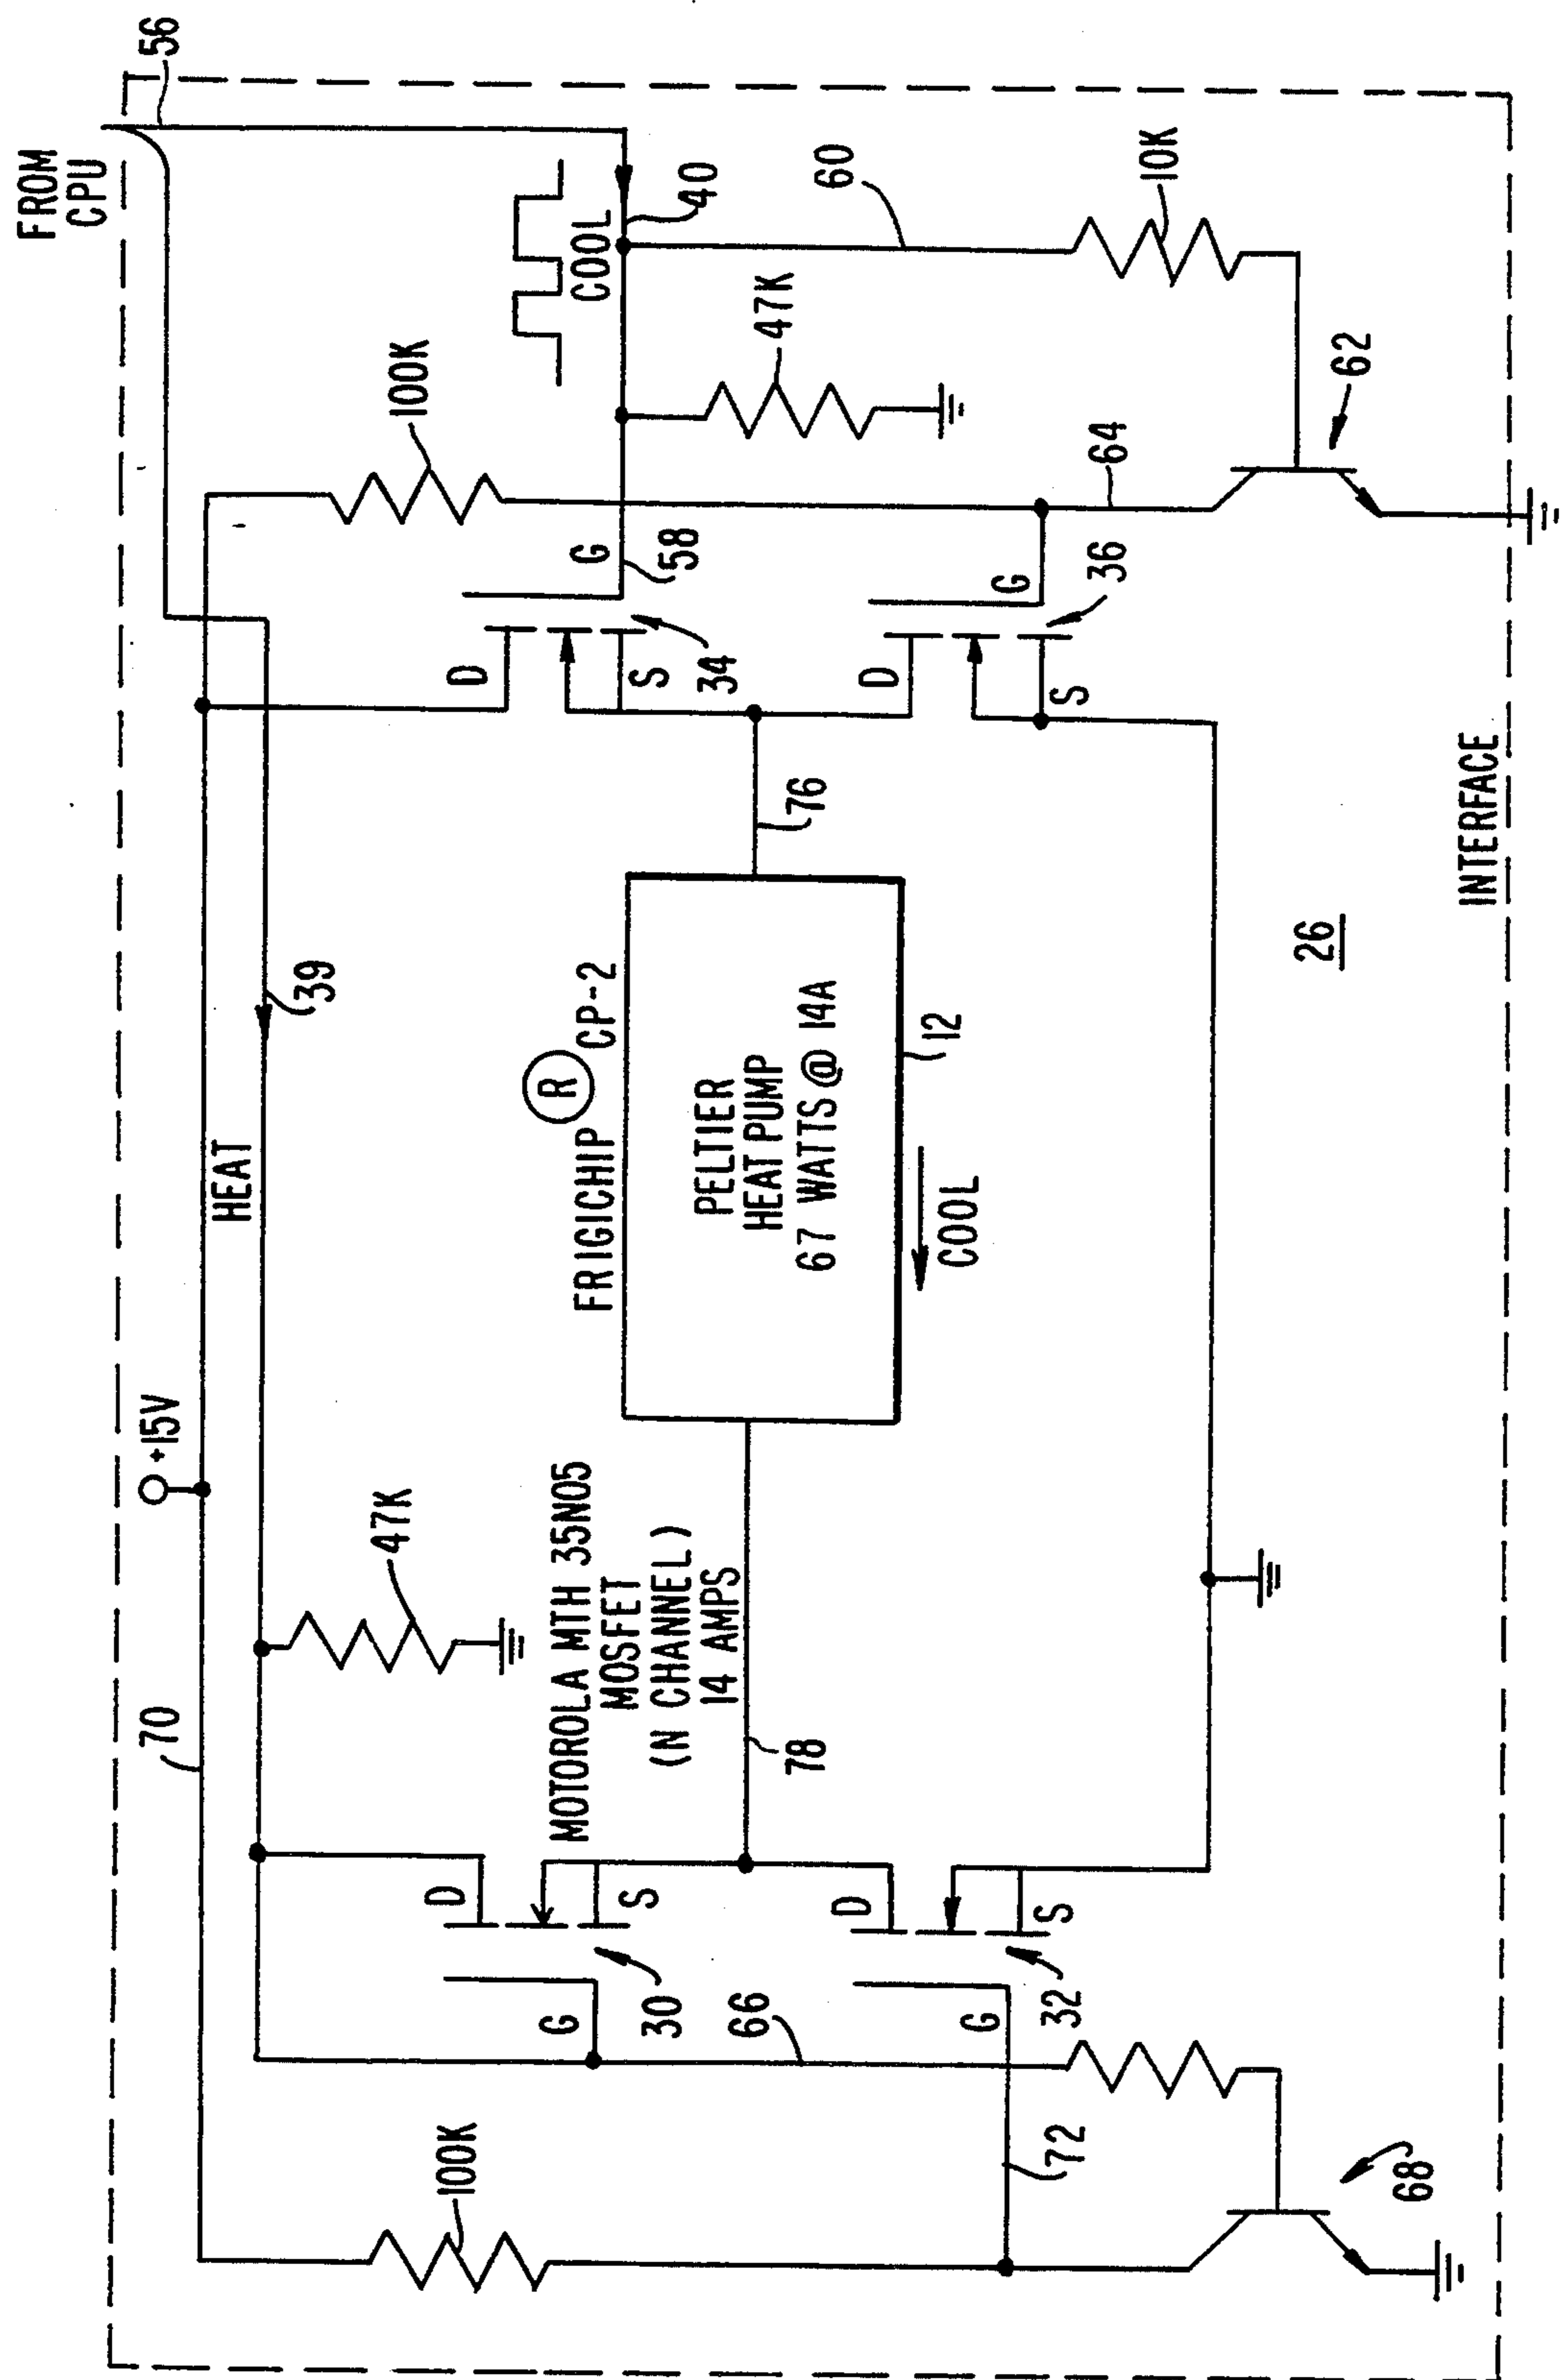 FROM
CPU
56
+15V
70
HEAT
39
100K
COOL
40
60
10K
47K
47K
G
58
64
62
D
S
34
G
36
D
S
76
FRIGICHIP ® CP-2
PELTIER
HEAT PUMP
67 WATTS @ 14A
12
COOL
MOTOROLA MTH 35N05
MOSFET
(N CHANNEL)
14 AMPS
78
D
S
G
30
66
D
S
G
32
72
100K
68
26
INTERFACE